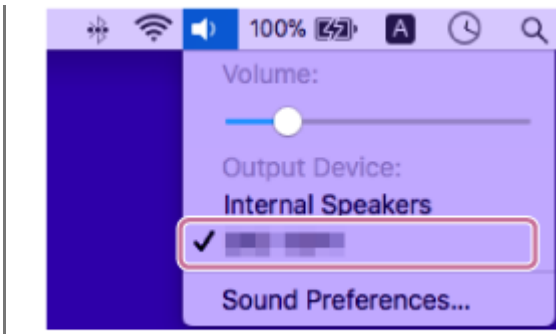 100% A
Volume:
Output Device:
Internal Speakers
Sound Preferences...